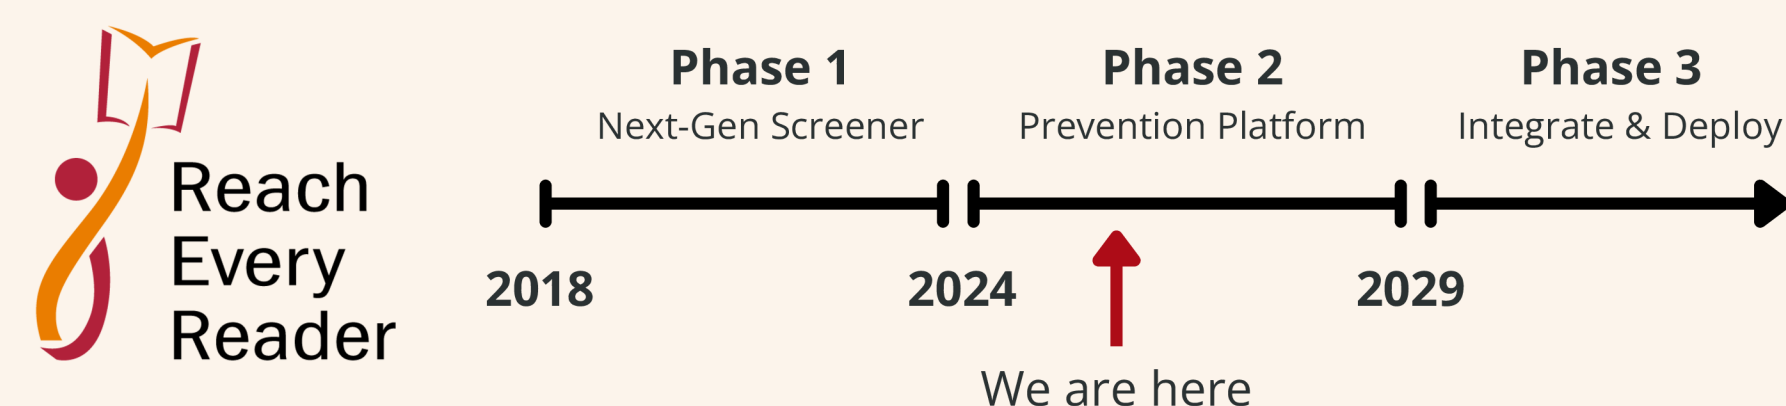 Reach
Every
Reader
Phase 1
Next-Gen Screener
Phase 2
Prevention Platform
Phase 3
Integrate & Deploy
2018
2024
2029
We are here